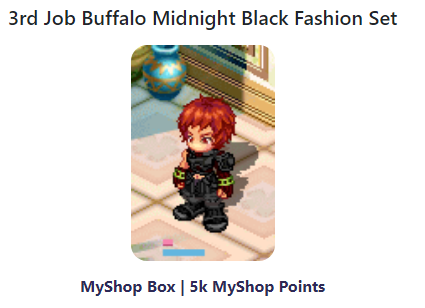 3rd Job Buffalo Midnight Black Fashion Set
MyShop Box | 5k MyShop Points